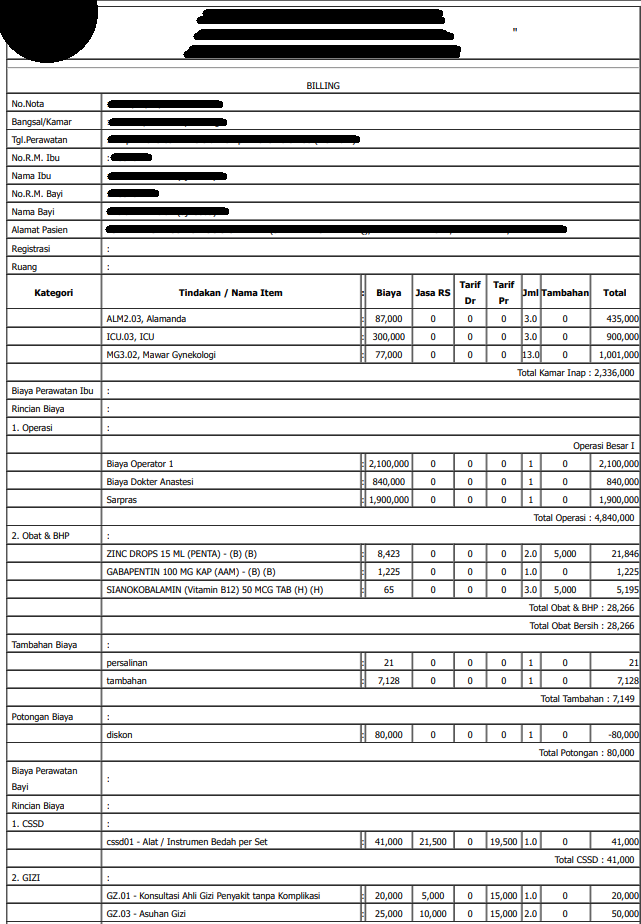 "
BILLING
No.Nota
Bangsal/Kamar
Tgl.Perawatan
No.R.M. Ibu :
Nama Ibu
No.R.M. Bayi
Nama Bayi
Alamat Pasien
Registrasi :
Ruang :
Kategori Tindakan / Nama Item : Biaya Jasa RS Tarif Dr Tarif Pr Jml Tambahan Total
ALM2.03, Alamanda : 87,000 0 0 0 3.0 0 435,000
ICU.03, ICU : 300,000 0 0 0 3.0 0 900,000
MG3.02, Mawar Gynekologi : 77,000 0 0 0 13.0 0 1,001,000
Total Kamar Inap : 2,336,000
Biaya Perawatan Ibu :
Rincian Biaya :
1. Operasi :
Operasi Besar I
Biaya Operator 1 : 2,100,000 0 0 0 1 0 2,100,000
Biaya Dokter Anastesi : 840,000 0 0 0 1 0 840,000
Sarpras : 1,900,000 0 0 0 1 0 1,900,000
Total Operasi : 4,840,000
2. Obat & BHP :
ZINC DROPS 15 ML (PENTA) - (B) (B) : 8,423 0 0 0 2.0 5,000 21,846
GABAPENTIN 100 MG KAP (AAM) - (B) (B) : 1,225 0 0 0 1.0 0 1,225
SIANOKOBALAMIN (Vitamin B12) 50 MCG TAB (H) (H) : 65 0 0 0 3.0 5,000 5,195
Total Obat & BHP : 28,266
Total Obat Bersih : 28,266
Tambahan Biaya :
persalinan : 21 0 0 0 1 0 21
tambahan : 7,128 0 0 0 1 0 7,128
Total Tambahan : 7,149
Potongan Biaya :
diskon : 80,000 0 0 0 1 0 -80,000
Total Potongan : 80,000
Biaya Perawatan Bayi :
Rincian Biaya :
1. CSSD :
cssd01 - Alat / Instrumen Bedah per Set : 41,000 21,500 0 19,500 1.0 0 41,000
Total CSSD : 41,000
2. GIZI :
GZ.01 - Konsultasi Ahli Gizi Penyakit tanpa Komplikasi : 20,000 5,000 0 15,000 1.0 0 20,000
GZ.03 - Asuhan Gizi : 25,000 10,000 0 15,000 2.0 0 50,000